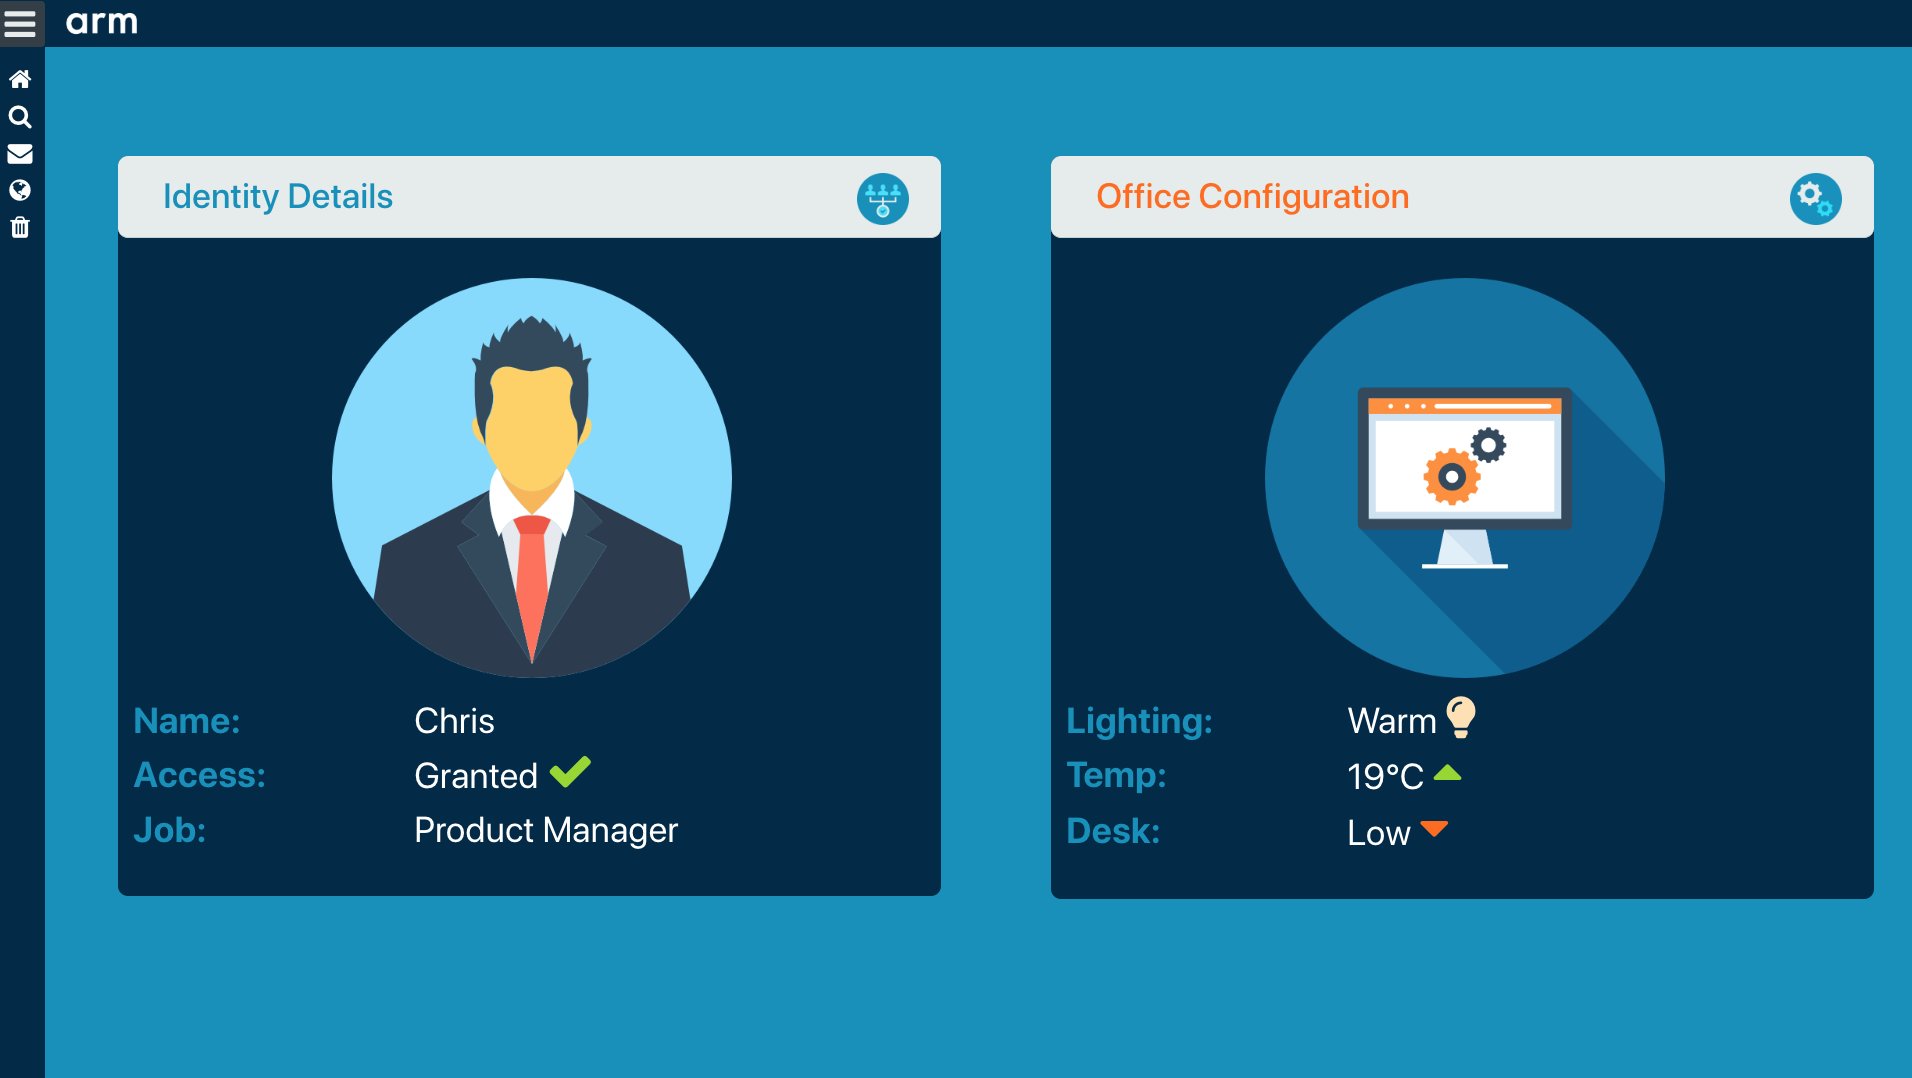 arm
Identity Details
Name: Chris
Access: Granted
Job: Product Manager
Office Configuration
Lighting: Warm
Temp: 19°C
Desk: Low